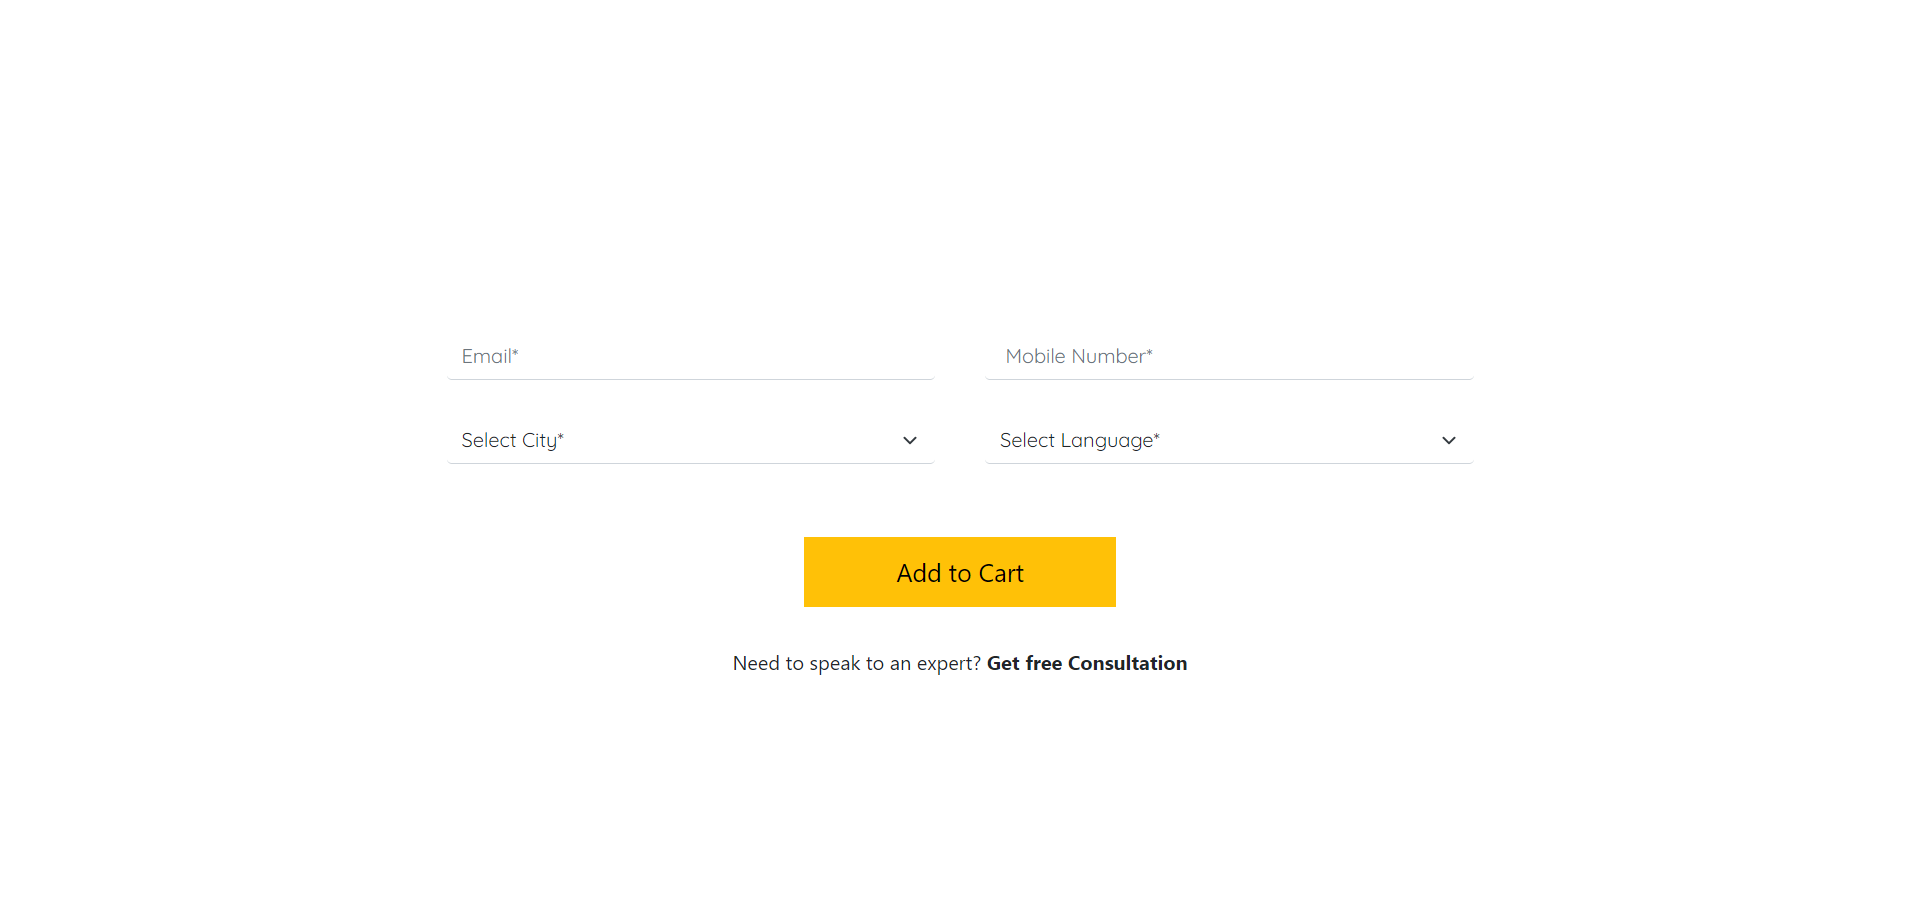 Email*
Mobile Number*
Select City*
Select Language*
Add to Cart
Need to speak to an expert? Get free Consultation